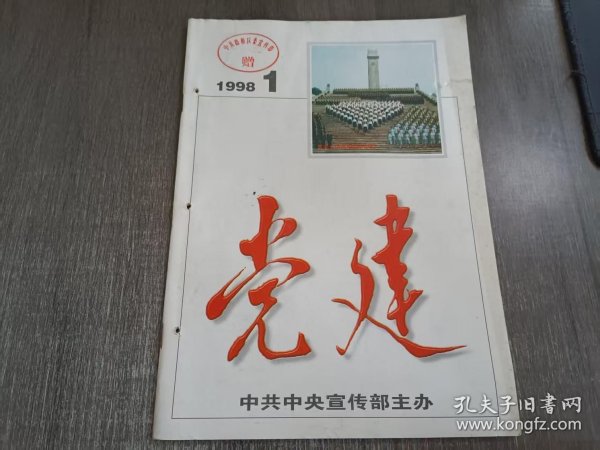 赠
1998 1
党建
中共中央宣传部主办
孔夫子旧书网
www.kongfz.com